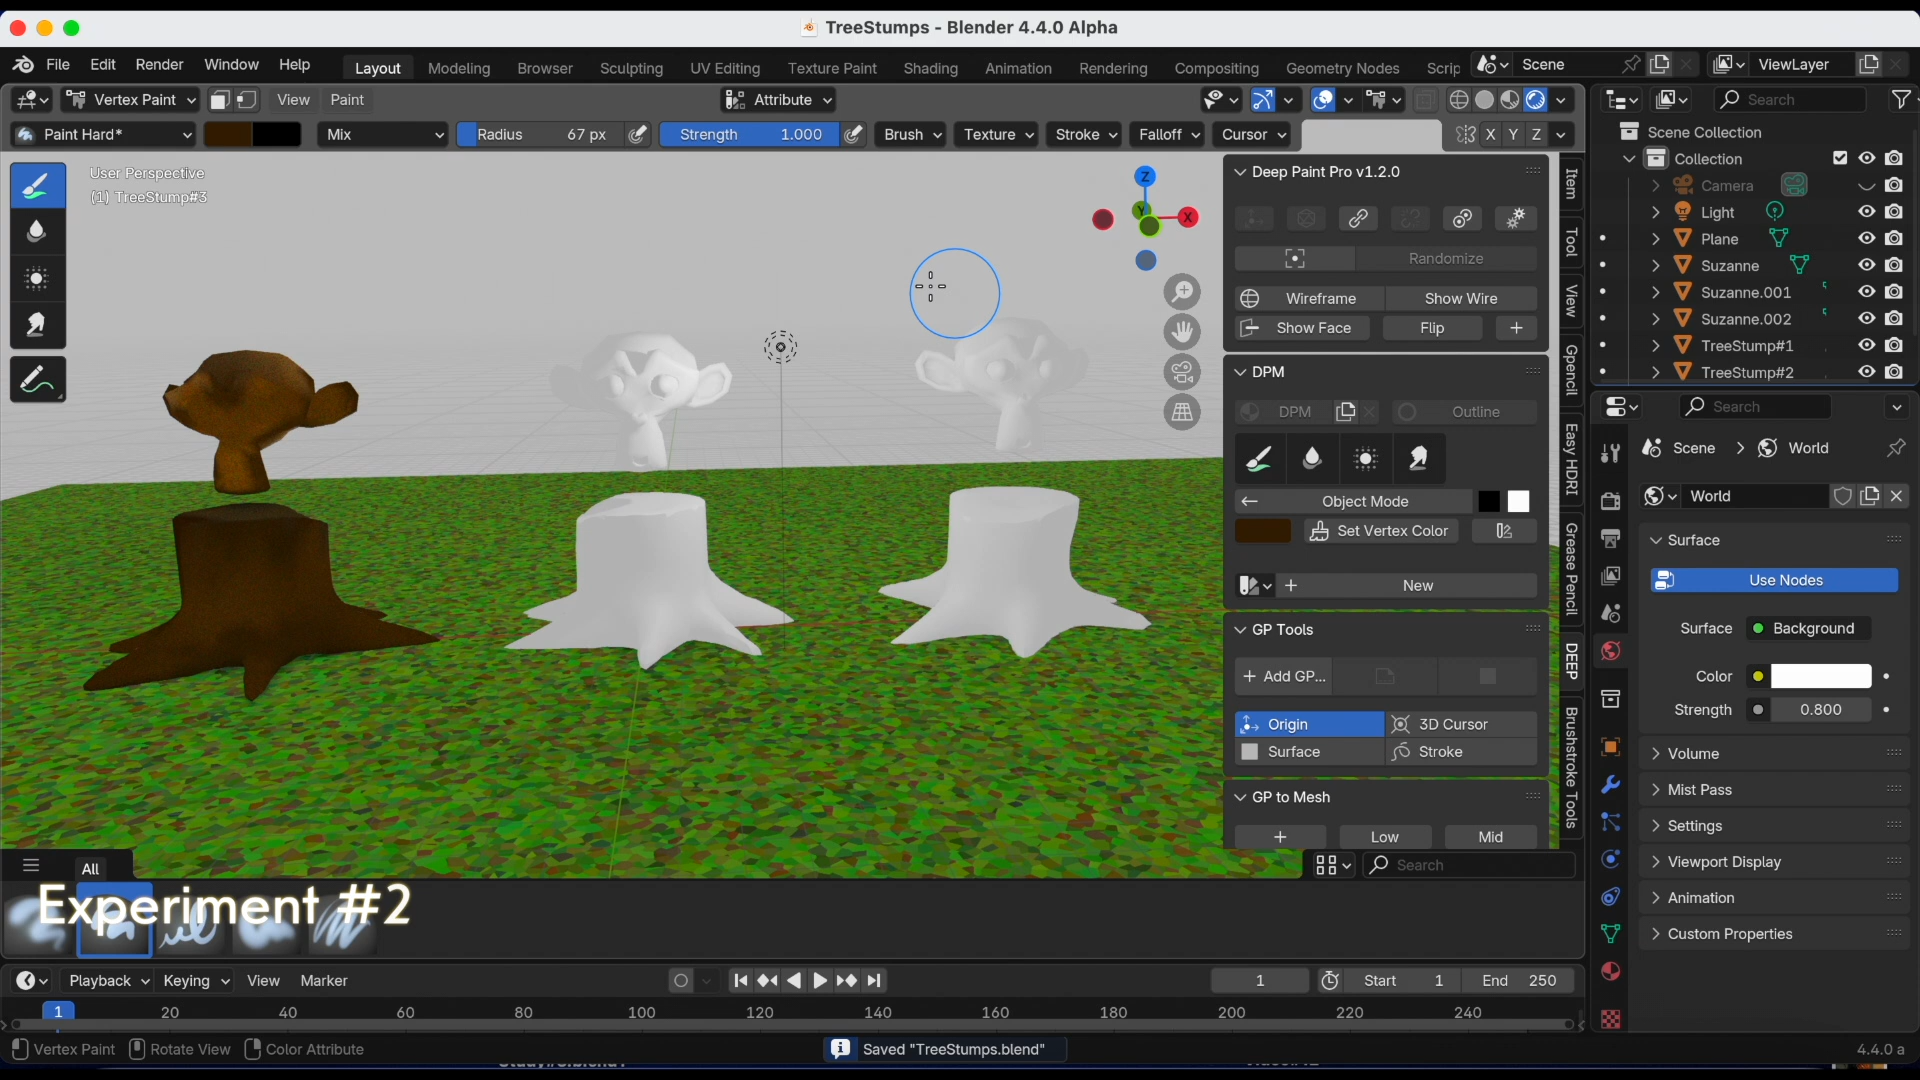 TreeStumps - Blender 4.4.0 Alpha
File Edit Render Window Help Layout Modeling Browser Sculpting UV Editing Texture Paint Shading Animation Rendering Compositing Geometry Nodes Scrip Scene ViewLayer
Vertex Paint View Paint Attribute Search
Paint Hard* Mix Radius 67 px Strength 1.000 Brush Texture Stroke Falloff Cursor X Y Z
User Perspective
(1) TreeStump#3
Z
Y
X
Deep Paint Pro v1.2.0
Randomize
Wireframe Show Wire
Show Face Flip
DPM
DPM Outline
Object Mode
Set Vertex Color
New
GP Tools
Add GP...
Origin 3D Cursor
Surface Stroke
GP to Mesh
Low Mid
Item
Tool
View
Gpencil
Easy HDRI
Grease Pencil
DEEP
Brushstroke Tools
Scene Collection
Collection
Camera
Light
Plane
Suzanne
Suzanne.001
Suzanne.002
TreeStump#1
TreeStump#2
Search
Scene World
World
Surface
Use Nodes
Surface Background
Color
Strength 0.800
Volume
Mist Pass
Settings
Viewport Display
Animation
Custom Properties
All Search
Experiment #2
Playback Keying View Marker 1 Start 1 End 250
1 20 40 60 80 100 120 140 160 180 200 220 240
Vertex Paint Rotate View Color Attribute Saved "TreeStumps.blend" 4.4.0 a